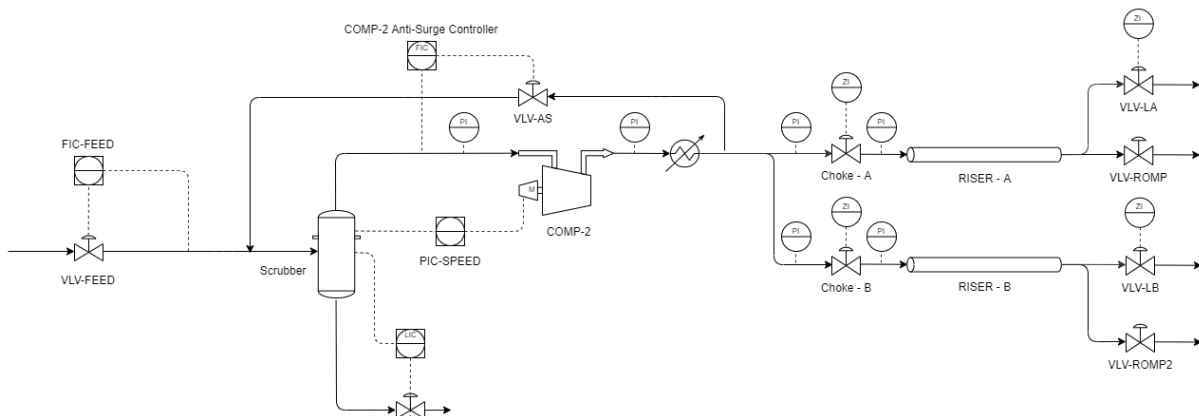 ZI
COMP-2 Anti-Surge Controller
FIC
VLV-AS
ZI
VLV-LA
FIC-FEED
PI
PI
PI
PI
Choke - A
RISER - A
VLV-ROMP
M
COMP-2
ZI
ZI
VLV-FEED
Scrubber
PIC-SPEED
PI
PI
Choke - B
RISER - B
VLV-LB
LIC
VLV-ROMP2